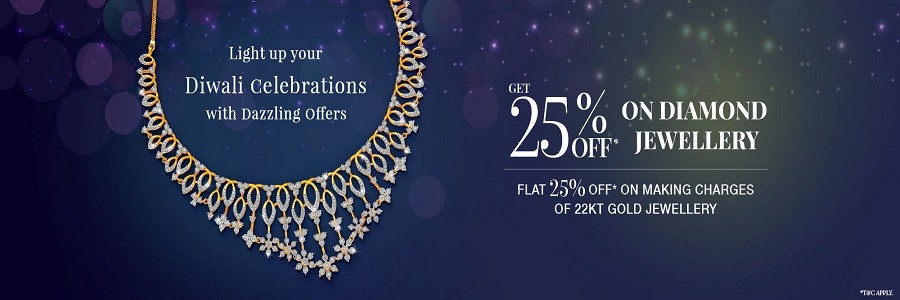 Light up your
Diwali Celebrations
with Dazzling Offers
GET
25% OFF*
ON DIAMOND
JEWELLERY
FLAT 25% OFF* ON MAKING CHARGES
OF 22KT GOLD JEWELLERY
*T&C APPLY.